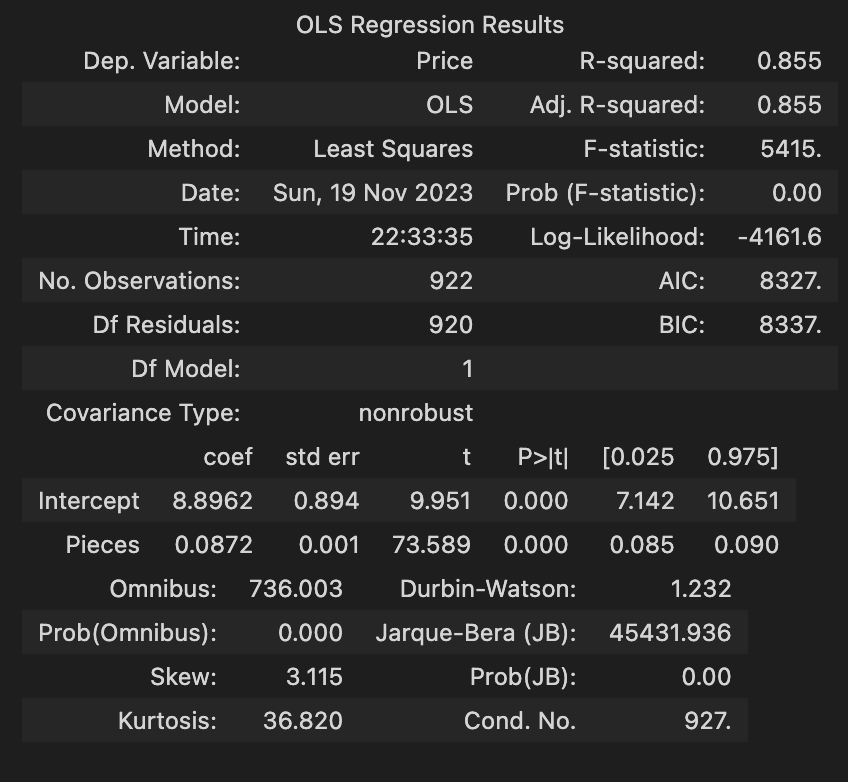 OLS Regression Results
Dep. Variable: Price R-squared: 0.855
Model: OLS Adj. R-squared: 0.855
Method: Least Squares F-statistic: 5415.
Date: Sun, 19 Nov 2023 Prob (F-statistic): 0.00
Time: 22:33:35 Log-Likelihood: -4161.6
No. Observations: 922 AIC: 8327.
Df Residuals: 920 BIC: 8337.
Df Model: 1
Covariance Type: nonrobust
coef std err t P>|t| [0.025 0.975]
Intercept 8.8962 0.894 9.951 0.000 7.142 10.651
Pieces 0.0872 0.001 73.589 0.000 0.085 0.090
Omnibus: 736.003 Durbin-Watson: 1.232
Prob(Omnibus): 0.000 Jarque-Bera (JB): 45431.936
Skew: 3.115 Prob(JB): 0.00
Kurtosis: 36.820 Cond. No. 927.